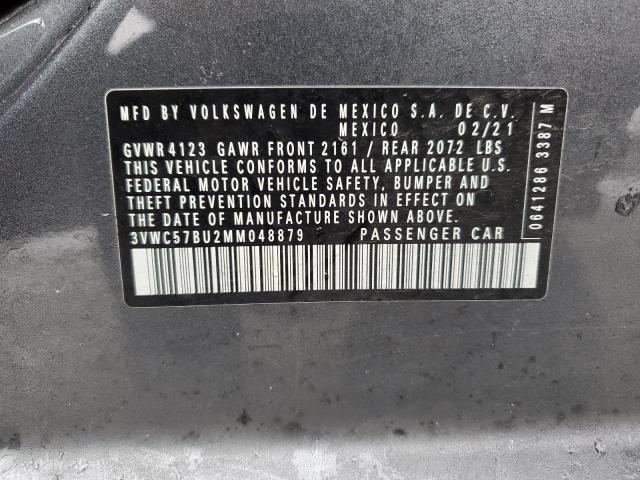 MFD BY VOLKSWAGEN DE MEXICO S.A. DE C.V.
MEXICO 02/21
GVWR 4123 GAWR FRONT 2161 / REAR 2072 LBS
THIS VEHICLE CONFORMS TO ALL APPLICABLE U.S.
FEDERAL MOTOR VEHICLE SAFETY, BUMPER AND
THEFT PREVENTION STANDARDS IN EFFECT ON
THE DATE OF MANUFACTURE SHOWN ABOVE.
3VWC57BU2MM048879 PASSENGER CAR
0641286 3387 M